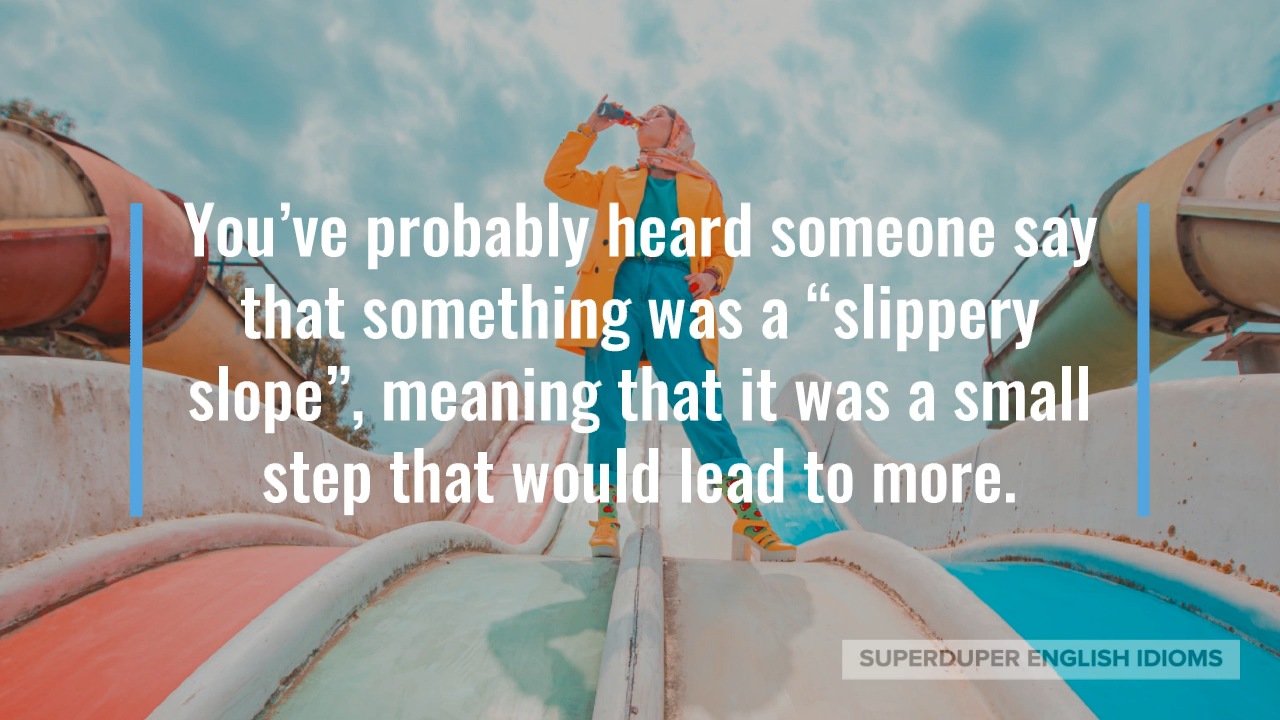 You’ve probably heard someone say
that something was a “slippery
slope”, meaning that it was a small
step that would lead to more.
SUPERDUPER ENGLISH IDIOMS